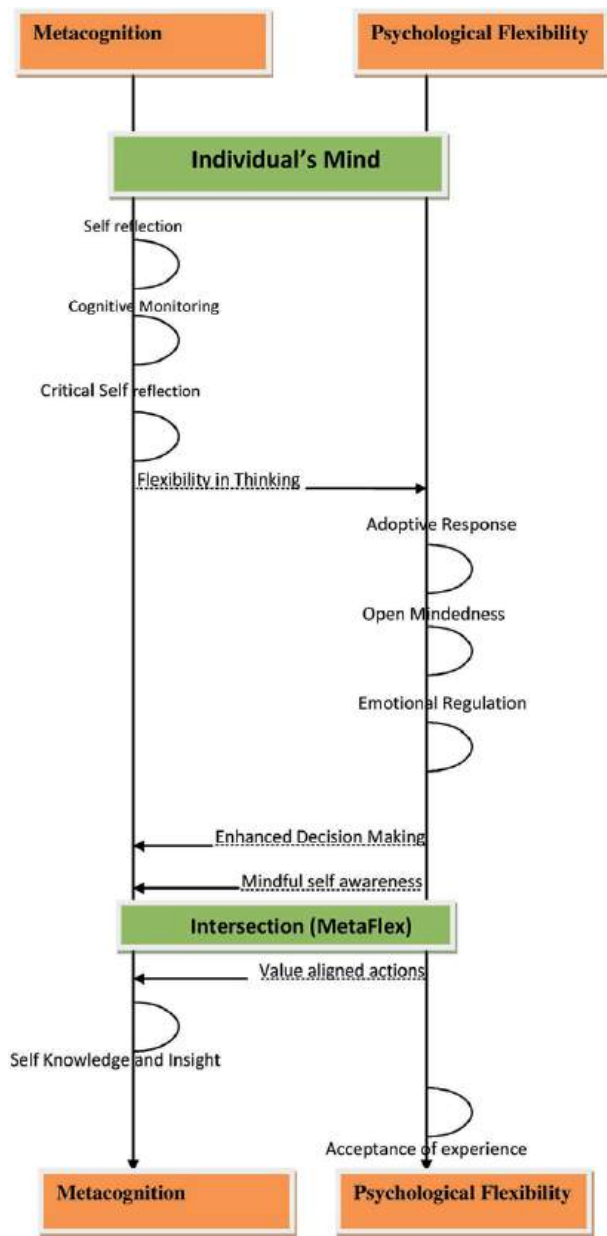 Metacognition
Psychological Flexibility
Individual's Mind
Self reflection
Cognitive Monitoring
Critical Self reflection
Flexibility in Thinking
Adoptive Response
Open Mindedness
Emotional Regulation
Enhanced Decision Making
Mindful self awareness
Intersection (MetaFlex)
Value aligned actions
Self Knowledge and Insight
Acceptance of experience
Metacognition
Psychological Flexibility